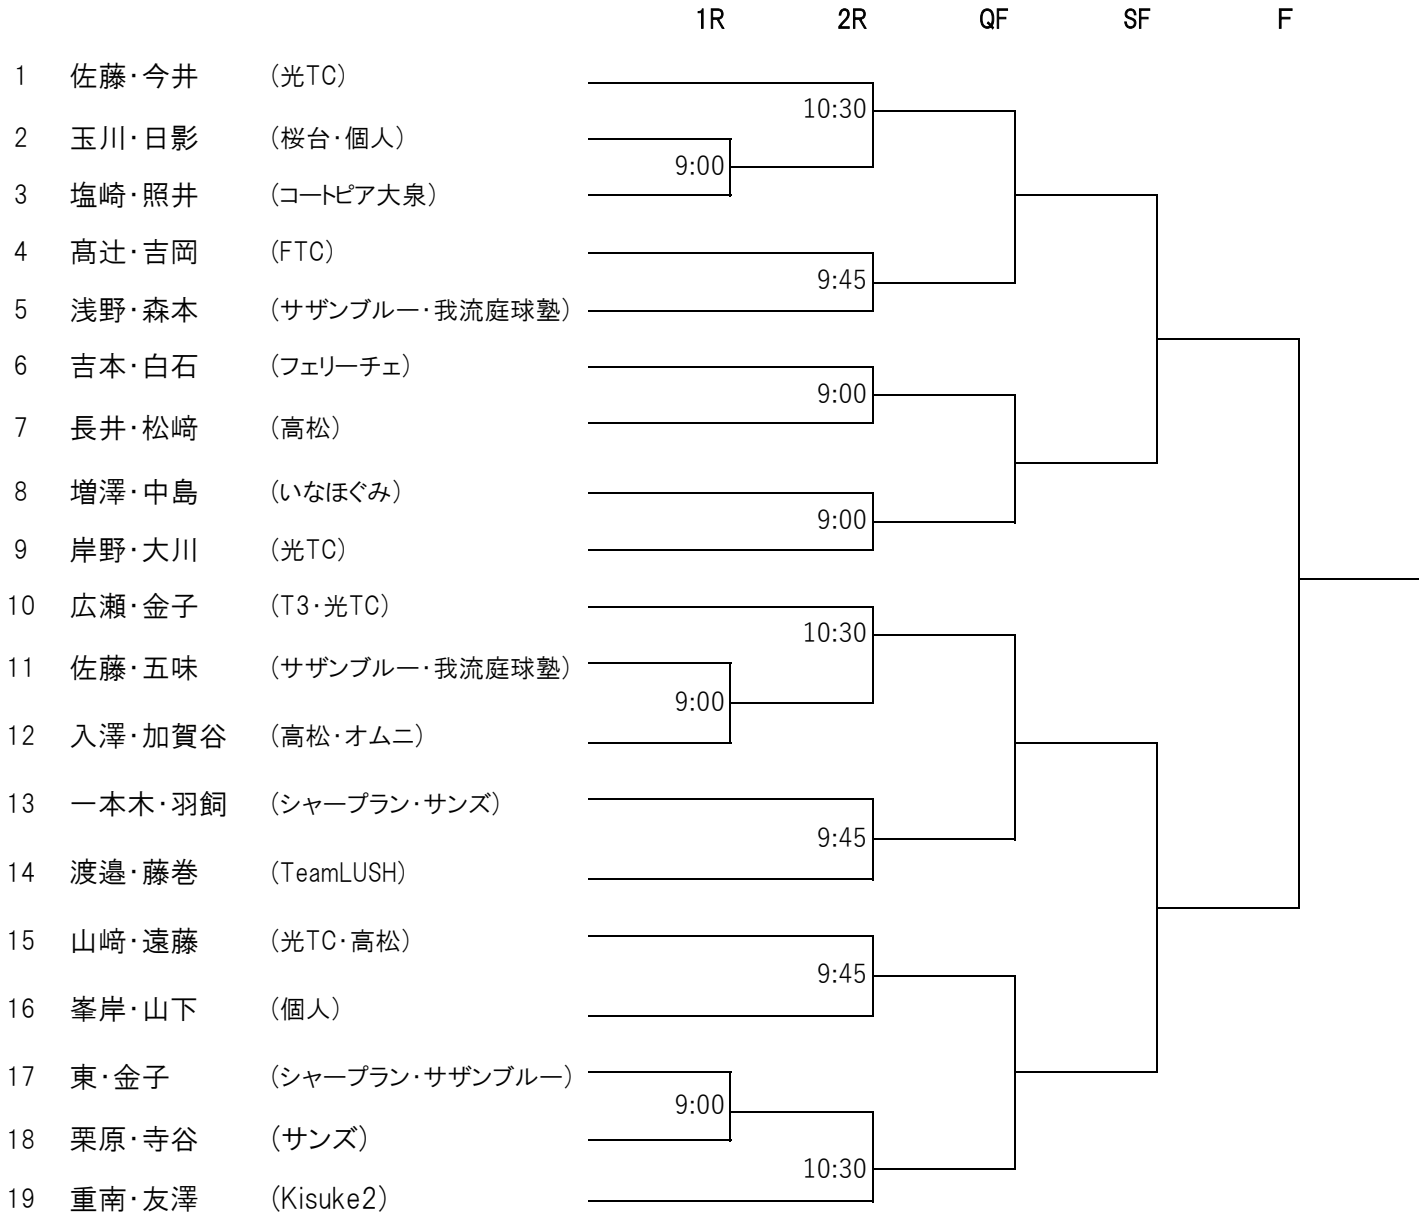 1R 2R QF SF F
1 佐藤・今井 (光TC)
10:30
2 玉川・日影 (桜台・個人)
9:00
3 塩崎・照井 (コートピア大泉)
4 髙辻・吉岡 (FTC)
9:45
5 浅野・森本 (サザンブルー・我流庭球塾)
6 吉本・白石 (フェリーチェ)
9:00
7 長井・松﨑 (高松)
8 増澤・中島 (いなほぐみ)
9:00
9 岸野・大川 (光TC)
10 広瀬・金子 (T3・光TC)
10:30
11 佐藤・五味 (サザンブルー・我流庭球塾)
9:00
12 入澤・加賀谷 (高松・オムニ)
13 一本木・羽飼 (シャープラン・サンズ)
9:45
14 渡邉・藤巻 (TeamLUSH)
15 山﨑・遠藤 (光TC・高松)
9:45
16 峯岸・山下 (個人)
17 東・金子 (シャープラン・サザンブルー)
9:00
18 栗原・寺谷 (サンズ)
10:30
19 重南・友澤 (Kisuke2)